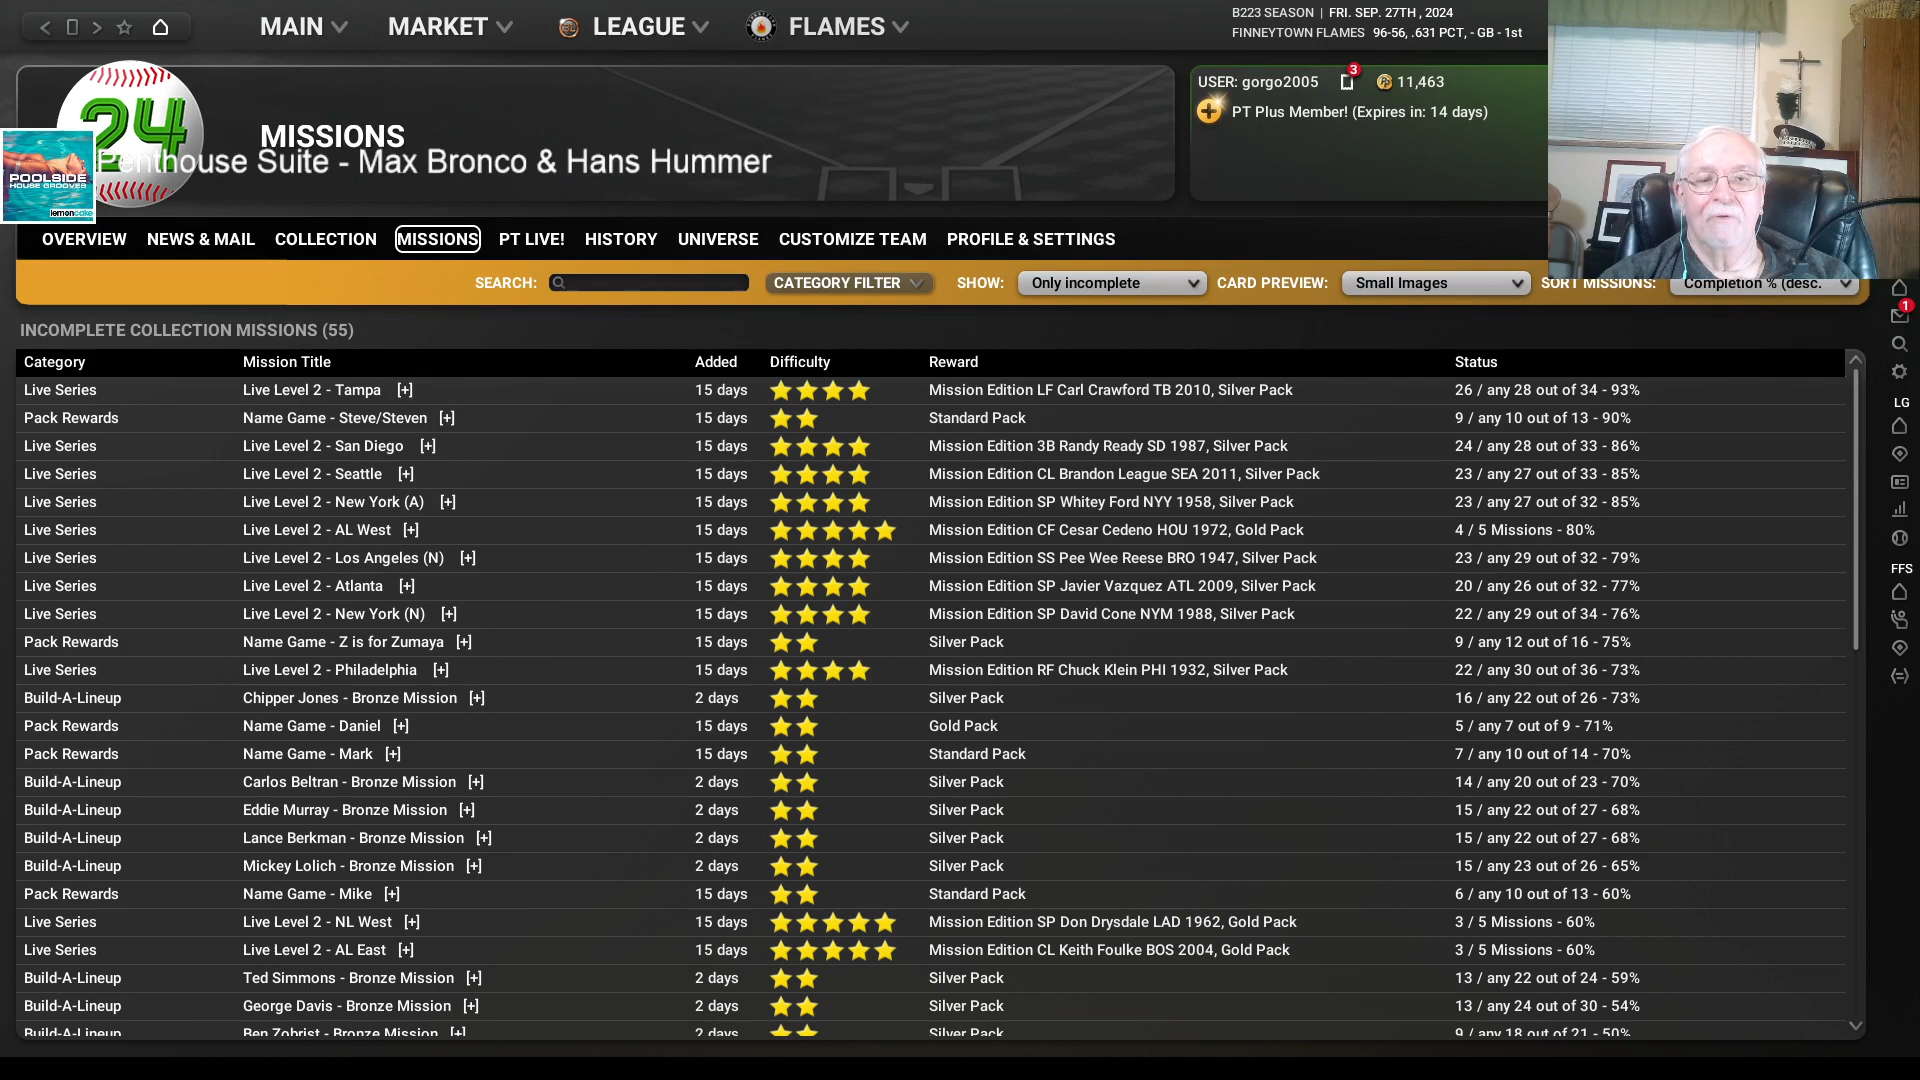 MAIN MARKET LEAGUE FLAMES
B223 SEASON | FRI. SEP. 27TH , 2024
FINNEYTOWN FLAMES 96-56, .631 PCT, - GB - 1st
24
MISSIONS
USER: gorgo2005 3 11,463
PT Plus Member! (Expires in: 14 days)
POOLSIDE
HOUSE GROOVES
lemoncake
Penthouse Suite - Max Bronco & Hans Hummer
OVERVIEW NEWS & MAIL COLLECTION MISSIONS PT LIVE! HISTORY UNIVERSE CUSTOMIZE TEAM PROFILE & SETTINGS
SEARCH: CATEGORY FILTER SHOW: Only incomplete CARD PREVIEW: Small Images SORT MISSIONS: Completion % (desc.
INCOMPLETE COLLECTION MISSIONS (55)
Category Mission Title Added Difficulty Reward Status
Live Series Live Level 2 - Tampa [+] 15 days Mission Edition LF Carl Crawford TB 2010, Silver Pack 26 / any 28 out of 34 - 93%
Pack Rewards Name Game - Steve/Steven [+] 15 days Standard Pack 9 / any 10 out of 13 - 90%
Live Series Live Level 2 - San Diego [+] 15 days Mission Edition 3B Randy Ready SD 1987, Silver Pack 24 / any 28 out of 33 - 86%
Live Series Live Level 2 - Seattle [+] 15 days Mission Edition CL Brandon League SEA 2011, Silver Pack 23 / any 27 out of 33 - 85%
Live Series Live Level 2 - New York (A) [+] 15 days Mission Edition SP Whitey Ford NYY 1958, Silver Pack 23 / any 27 out of 32 - 85%
Live Series Live Level 2 - AL West [+] 15 days Mission Edition CF Cesar Cedeno HOU 1972, Gold Pack 4 / 5 Missions - 80%
Live Series Live Level 2 - Los Angeles (N) [+] 15 days Mission Edition SS Pee Wee Reese BRO 1947, Silver Pack 23 / any 29 out of 32 - 79%
Live Series Live Level 2 - Atlanta [+] 15 days Mission Edition SP Javier Vazquez ATL 2009, Silver Pack 20 / any 26 out of 32 - 77%
Live Series Live Level 2 - New York (N) [+] 15 days Mission Edition SP David Cone NYM 1988, Silver Pack 22 / any 29 out of 34 - 76%
Pack Rewards Name Game - Z is for Zumaya [+] 15 days Silver Pack 9 / any 12 out of 16 - 75%
Live Series Live Level 2 - Philadelphia [+] 15 days Mission Edition RF Chuck Klein PHI 1932, Silver Pack 22 / any 30 out of 36 - 73%
Build-A-Lineup Chipper Jones - Bronze Mission [+] 2 days Silver Pack 16 / any 22 out of 26 - 73%
Pack Rewards Name Game - Daniel [+] 15 days Gold Pack 5 / any 7 out of 9 - 71%
Pack Rewards Name Game - Mark [+] 15 days Standard Pack 7 / any 10 out of 14 - 70%
Build-A-Lineup Carlos Beltran - Bronze Mission [+] 2 days Silver Pack 14 / any 20 out of 23 - 70%
Build-A-Lineup Eddie Murray - Bronze Mission [+] 2 days Silver Pack 15 / any 22 out of 27 - 68%
Build-A-Lineup Lance Berkman - Bronze Mission [+] 2 days Silver Pack 15 / any 22 out of 27 - 68%
Build-A-Lineup Mickey Lolich - Bronze Mission [+] 2 days Silver Pack 15 / any 23 out of 26 - 65%
Pack Rewards Name Game - Mike [+] 15 days Standard Pack 6 / any 10 out of 13 - 60%
Live Series Live Level 2 - NL West [+] 15 days Mission Edition SP Don Drysdale LAD 1962, Gold Pack 3 / 5 Missions - 60%
Live Series Live Level 2 - AL East [+] 15 days Mission Edition CL Keith Foulke BOS 2004, Gold Pack 3 / 5 Missions - 60%
Build-A-Lineup Ted Simmons - Bronze Mission [+] 2 days Silver Pack 13 / any 22 out of 24 - 59%
Build-A-Lineup George Davis - Bronze Mission [+] 2 days Silver Pack 13 / any 24 out of 30 - 54%
Build-A-Lineup Ben Zobrist - Bronze Mission [+] 2 days Silver Pack 9 / any 18 out of 21 - 50%
1
LG
FFS